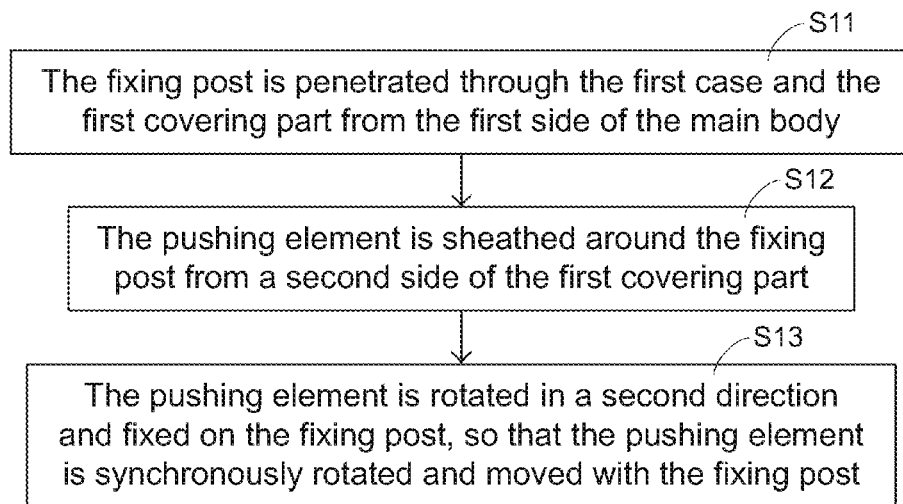 S11
The fixing post is penetrated through the first case and the
first covering part from the first side of the main body
S12
The pushing element is sheathed around the fixing
post from a second side of the first covering part
S13
The pushing element is rotated in a second direction
and fixed on the fixing post, so that the pushing element
is synchronously rotated and moved with the fixing post